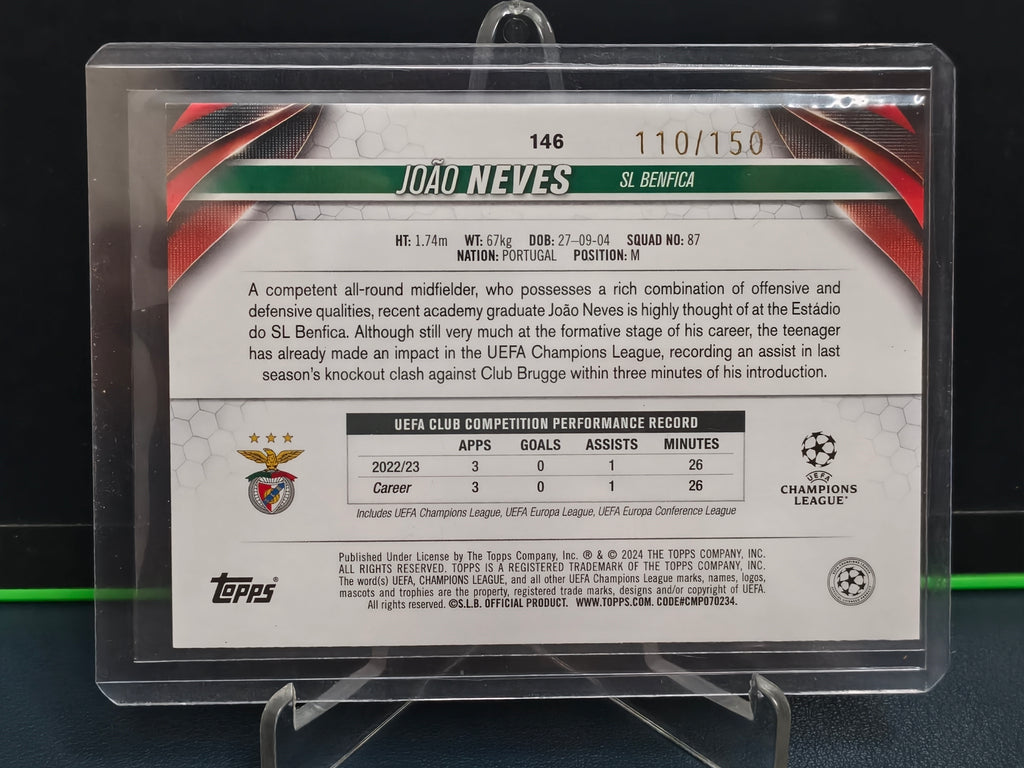 146 110/150
JOÃO NEVES SL BENFICA
HT: 1.74m WT: 67kg DOB: 27-09-04 SQUAD NO: 87
NATION: PORTUGAL POSITION: M
A competent all-round midfielder, who possesses a rich combination of offensive and
defensive qualities, recent academy graduate João Neves is highly thought of at the Estádio
do SL Benfica. Although still very much at the formative stage of his career, the teenager
has already made an impact in the UEFA Champions League, recording an assist in last
season's knockout clash against Club Brugge within three minutes of his introduction.
UEFA CLUB COMPETITION PERFORMANCE RECORD
APPS GOALS ASSISTS MINUTES
2022/23 3 0 1 26
Career 3 0 1 26
Includes UEFA Champions League, UEFA Europa League, UEFA Europa Conference League
UEFA
CHAMPIONS
LEAGUE®
Topps®
Published Under License by The Topps Company, Inc. ® & © 2024 THE TOPPS COMPANY, INC.
ALL RIGHTS RESERVED. TOPPS IS A REGISTERED TRADEMARK OF THE TOPPS COMPANY, INC.
The word(s) UEFA, CHAMPIONS LEAGUE, and all other UEFA Champions League marks, names, logos,
mascots and trophies are the property, registered trade marks, designs and/or copyright of UEFA.
All rights reserved. ©S.L.B. OFFICIAL PRODUCT. WWW.TOPPS.COM. CODE#CMP070234.